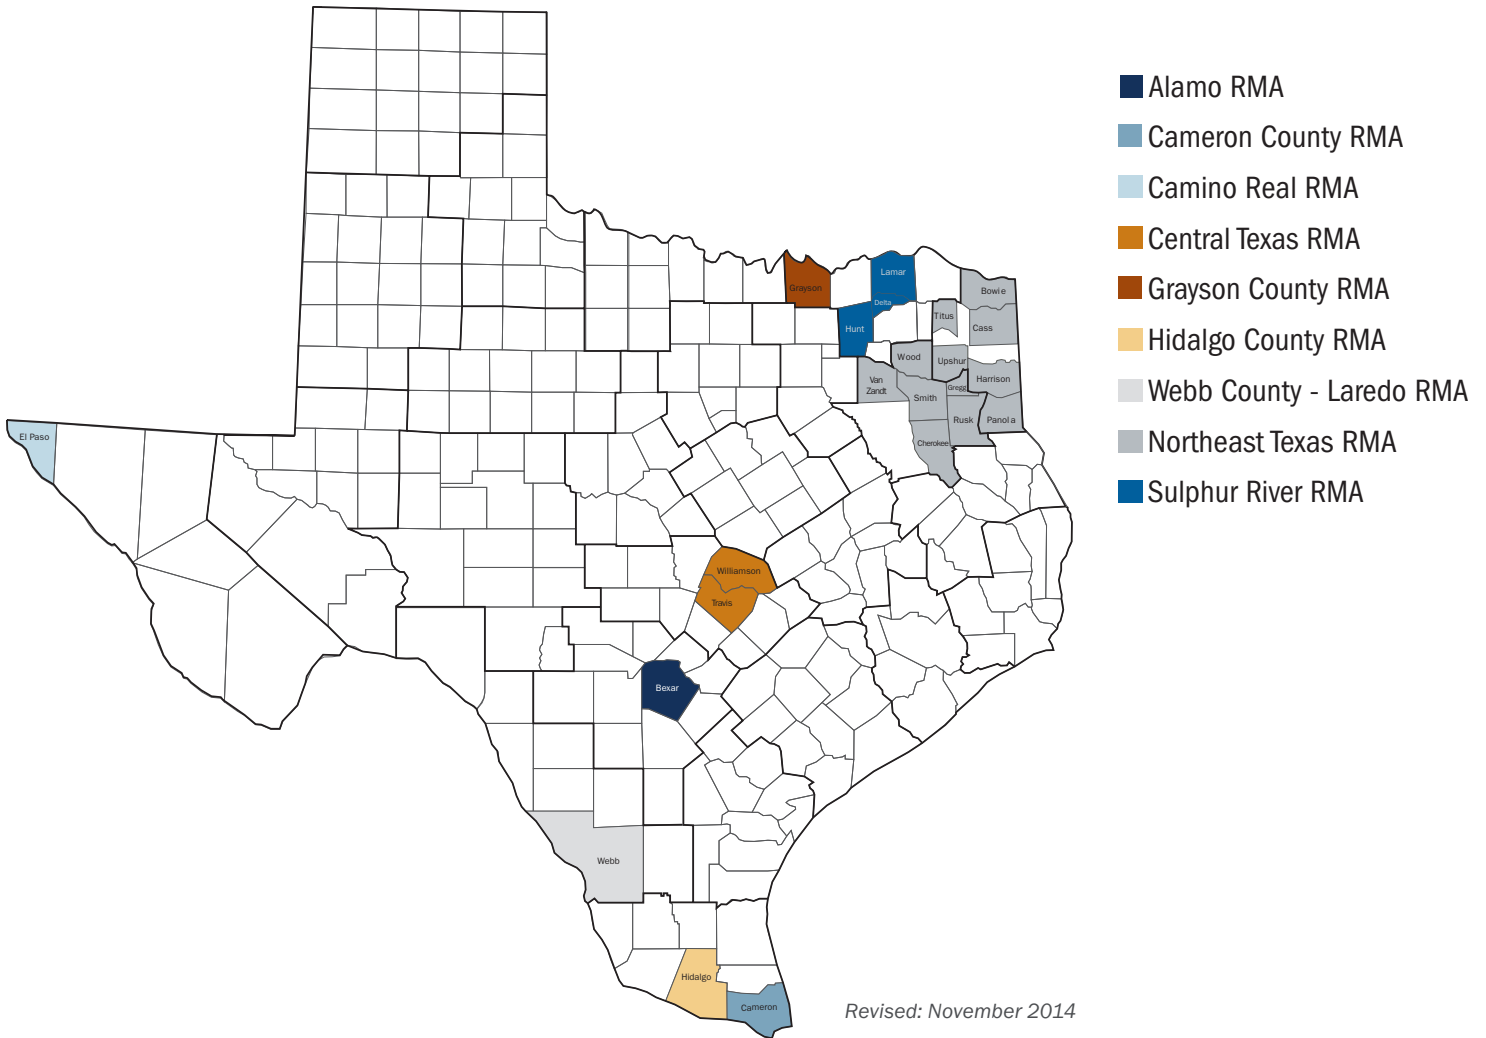 Alamo RMA
Cameron County RMA
Camino Real RMA
Central Texas RMA
Grayson County RMA
Hidalgo County RMA
Webb County - Laredo RMA
Northeast Texas RMA
Sulphur River RMA
Lamar
Grayson
Bowie
Delta
Titus
Hunt
Cass
Wood
Upshur
Van
Zandt
Harrison
Gregg
Smith
Rusk
Panola
El Paso
Cherokee
Williamson
Travis
Bexar
Webb
Hidalgo
Cameron
Revised: November 2014